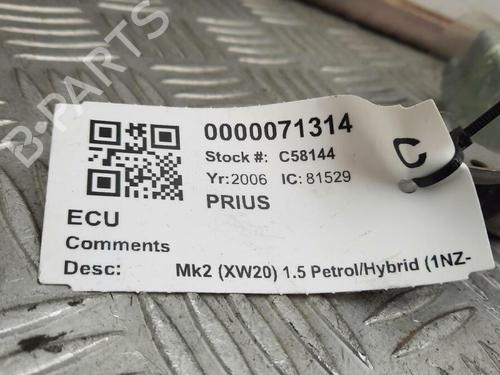 B-PARTS
0000071314
Stock #: C58144
Yr:2006 IC:81529
PRIUS
C
ECU
Comments
Desc: Mk2 (XW20) 1.5 Petrol/Hybrid (1NZ-